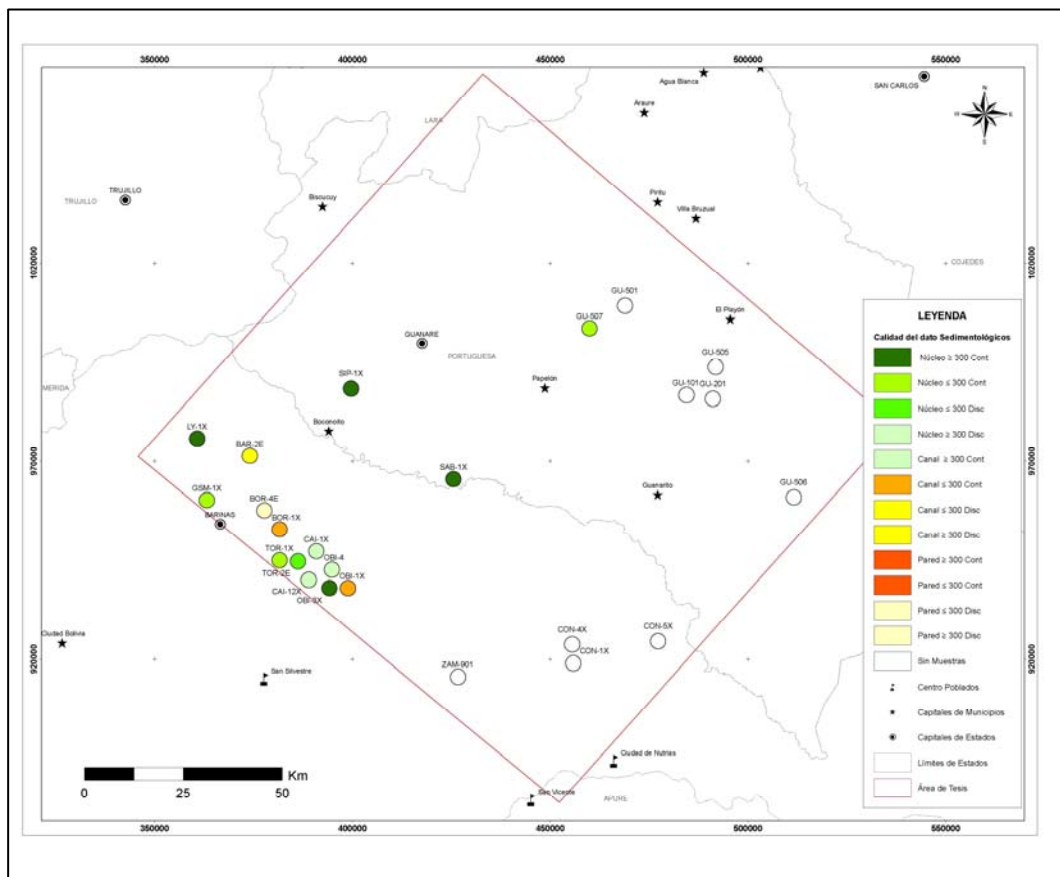 350000 400000 450000 500000 550000
Agua Blanca
SAN CARLOS
Araure
LARA
N
H E
S
TRUJILLO
TRUJILLO
Biscucuy
Piritu
Villa Bruzual
1020000 1020000
COJEDES
GU-501
GU-507
El Playón
GUANARE
PORTUGUESA
GU-505
MERIDA
SIP-1X
Papelón
GU-101 GU-201
Boconoito
LY-1X
BAR-2E
970000 970000
SAB-1X
Guanarito
GU-506
GSM-1X
BOR-4E
BARINAS
BOR-1X
CAI-1X
TOR-1X
OBI-4
TOR-2E
OBI-1X
CAI-12X
OBI-3X
CON-4X
CON-5X
CON-1X
Ciudad Bolivia
ZAM-901
San Silvestre
920000 920000
Ciudad de Nutrias
San Vicente
APURE
Km
0 25 50
350000 400000 450000 500000 550000
LEYENDA
Calidad del dato Sedimentológicos
Núcleo ≥ 300 Cont
Núcleo ≤ 300 Cont
Núcleo ≤ 300 Disc
Núcleo ≥ 300 Disc
Canal ≥ 300 Cont
Canal ≤ 300 Cont
Canal ≤ 300 Disc
Canal ≥ 300 Disc
Pared ≥ 300 Cont
Pared ≤ 300 Cont
Pared ≤ 300 Disc
Pared ≥ 300 Disc
Sin Muestras
Centro Poblados
Capitales de Municipios
Capitales de Estados
Límites de Estados
Área de Tesis